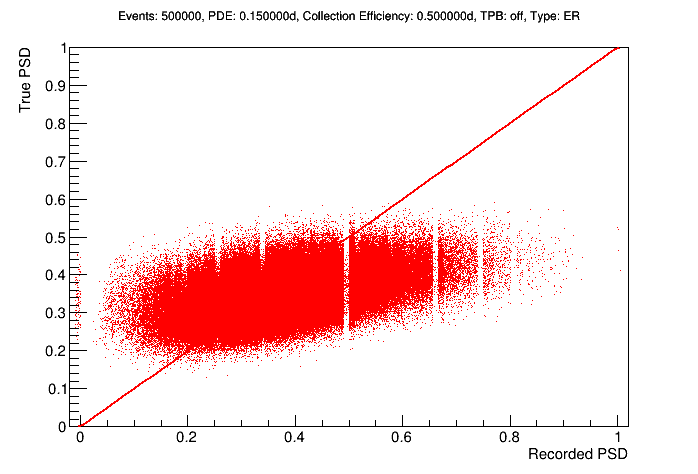 Events: 500000, PDE: 0.150000d, Collection Efficiency: 0.500000d, TPB: off, Type: ER
True PSD
1
0.9
0.8
0.7
0.6
0.5
0.4
0.3
0.2
0.1
0
0 0.2 0.4 0.6 0.8 1
Recorded PSD